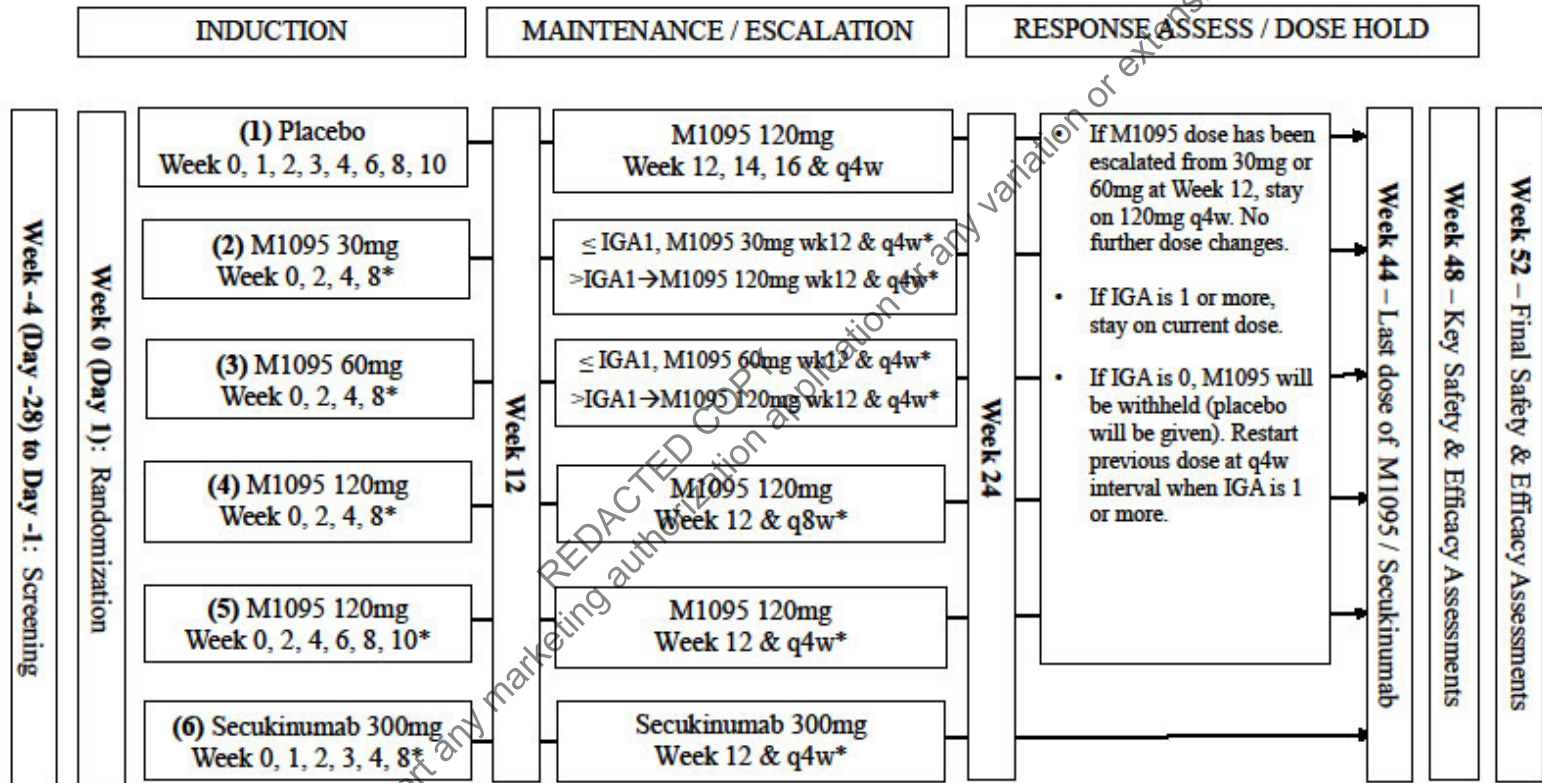 INDUCTION
MAINTENANCE / ESCALATION
RESPONSE ASSESS / DOSE HOLD
Week -4 (Day -28) to Day -1: Screening
Week 0 (Day 1): Randomization
(1) Placebo
Week 0, 1, 2, 3, 4, 6, 8, 10
(2) M1095 30mg
Week 0, 2, 4, 8*
(3) M1095 60mg
Week 0, 2, 4, 8*
(4) M1095 120mg
Week 0, 2, 4, 8*
(5) M1095 120mg
Week 0, 2, 4, 6, 8, 10*
(6) Secukinumab 300mg
Week 0, 1, 2, 3, 4, 8*
Week 12
M1095 120mg
Week 12, 14, 16 & q4w
≤ IGA1, M1095 30mg wk12 & q4w*
>IGA1→M1095 120mg wk12 & q4w*
≤ IGA1, M1095 60mg wk12 & q4w*
>IGA1→M1095 120mg wk12 & q4w*
M1095 120mg
Week 12 & q8w*
M1095 120mg
Week 12 & q4w*
Secukinumab 300mg
Week 12 & q4w*
Week 24
• If M1095 dose has been
escalated from 30mg or
60mg at Week 12, stay
on 120mg q4w. No
further dose changes.
• If IGA is 1 or more,
stay on current dose.
• If IGA is 0, M1095 will
be withheld (placebo
will be given). Restart
previous dose at q4w
interval when IGA is 1
or more.
Week 44 – Last dose of M1095 / Secukinumab
Week 48 – Key Safety & Efficacy Assessments
Week 52 – Final Safety & Efficacy Assessments
REDACTED COPY
any marketing authorization application or any variation or